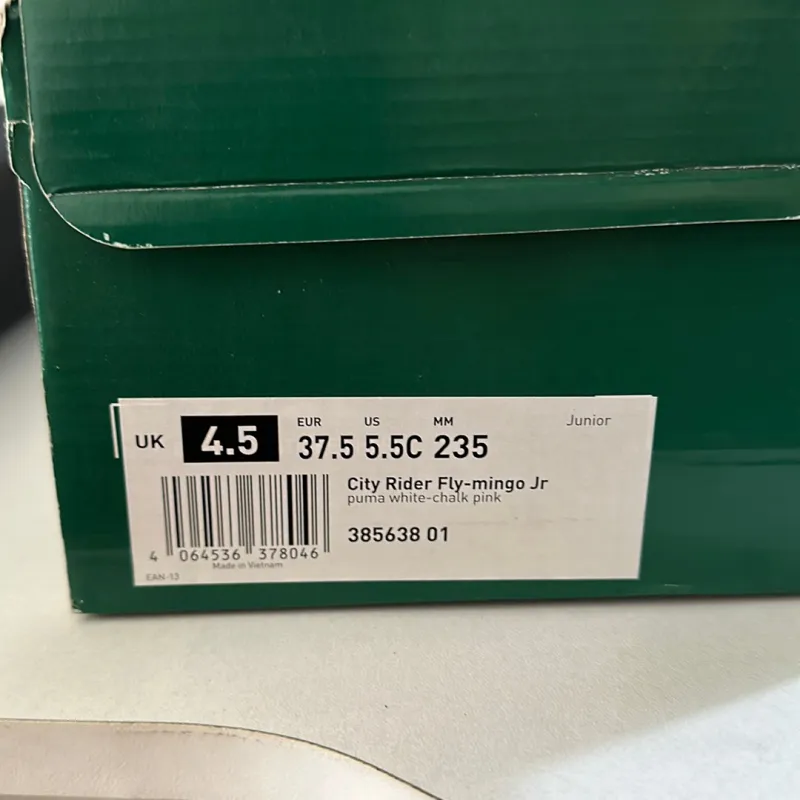 UK 4.5 EUR 37.5 US 5.5C MM 235 Junior
City Rider Fly-mingo Jr
puma white-chalk pink
385638 01
4 064536 378046
Made in Vietnam
EAN-13